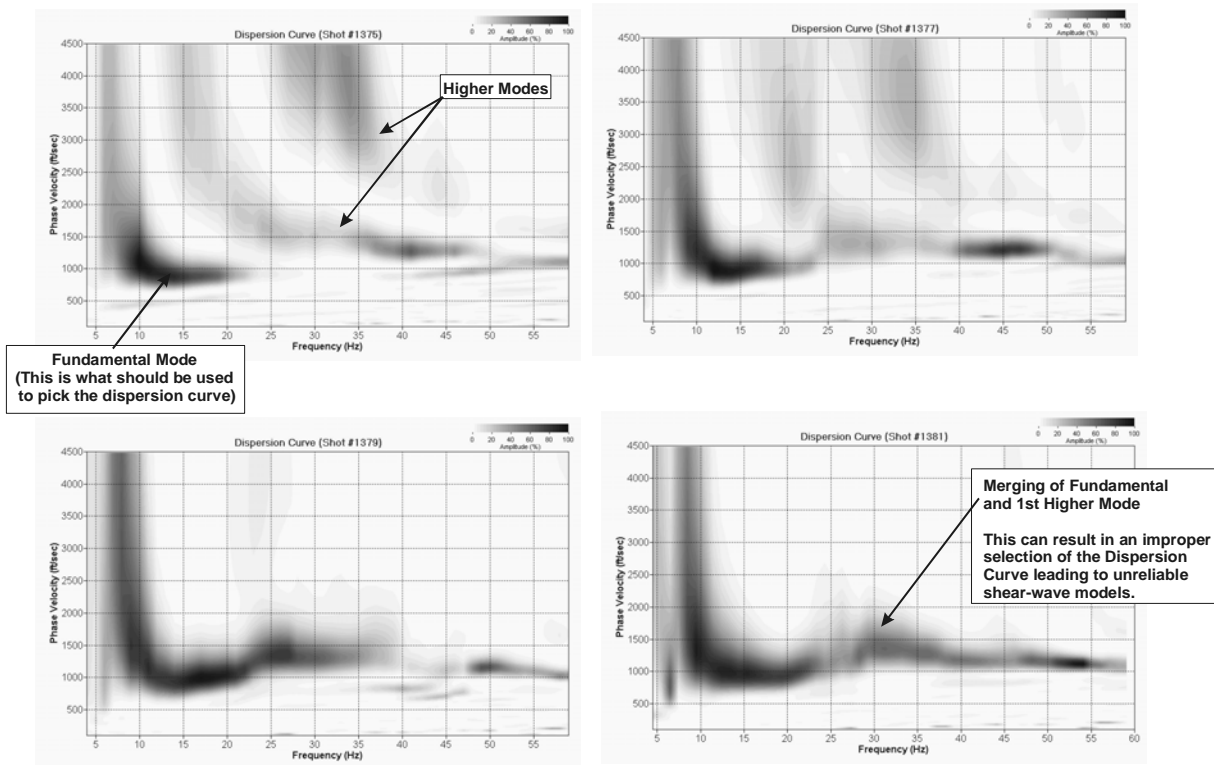 0 20 40 60 80 100
Amplitude (%)
Dispersion Curve (Shot #1375)
4500
4000
3500
3000
2500
2000
1500
1000
500
Phase Velocity (ft/sec)
5 10 15 20 25 30 35 40 45 50 55
Frequency (Hz)
Higher Modes
Fundamental Mode
(This is what should be used
to pick the dispersion curve)
0 20 40 60 80 100
Amplitude (%)
Dispersion Curve (Shot #1377)
4500
4000
3500
3000
2500
2000
1500
1000
500
Phase Velocity (ft/sec)
5 10 15 20 25 30 35 40 45 50 55
Frequency (Hz)
0 20 40 60 80 100
Amplitude (%)
Dispersion Curve (Shot #1379)
4500
4000
3500
3000
2500
2000
1500
1000
500
Phase Velocity (ft/sec)
5 10 15 20 25 30 35 40 45 50 55
Frequency (Hz)
0 20 40 60 80 100
Amplitude (%)
Dispersion Curve (Shot #1381)
4500
4000
3500
3000
2500
2000
1500
1000
500
Phase Velocity (ft/sec)
5 10 15 20 25 30 35 40 45 50 55 60
Frequency (Hz)
Merging of Fundamental
and 1st Higher Mode
This can result in an improper
selection of the Dispersion
Curve leading to unreliable
shear-wave models.